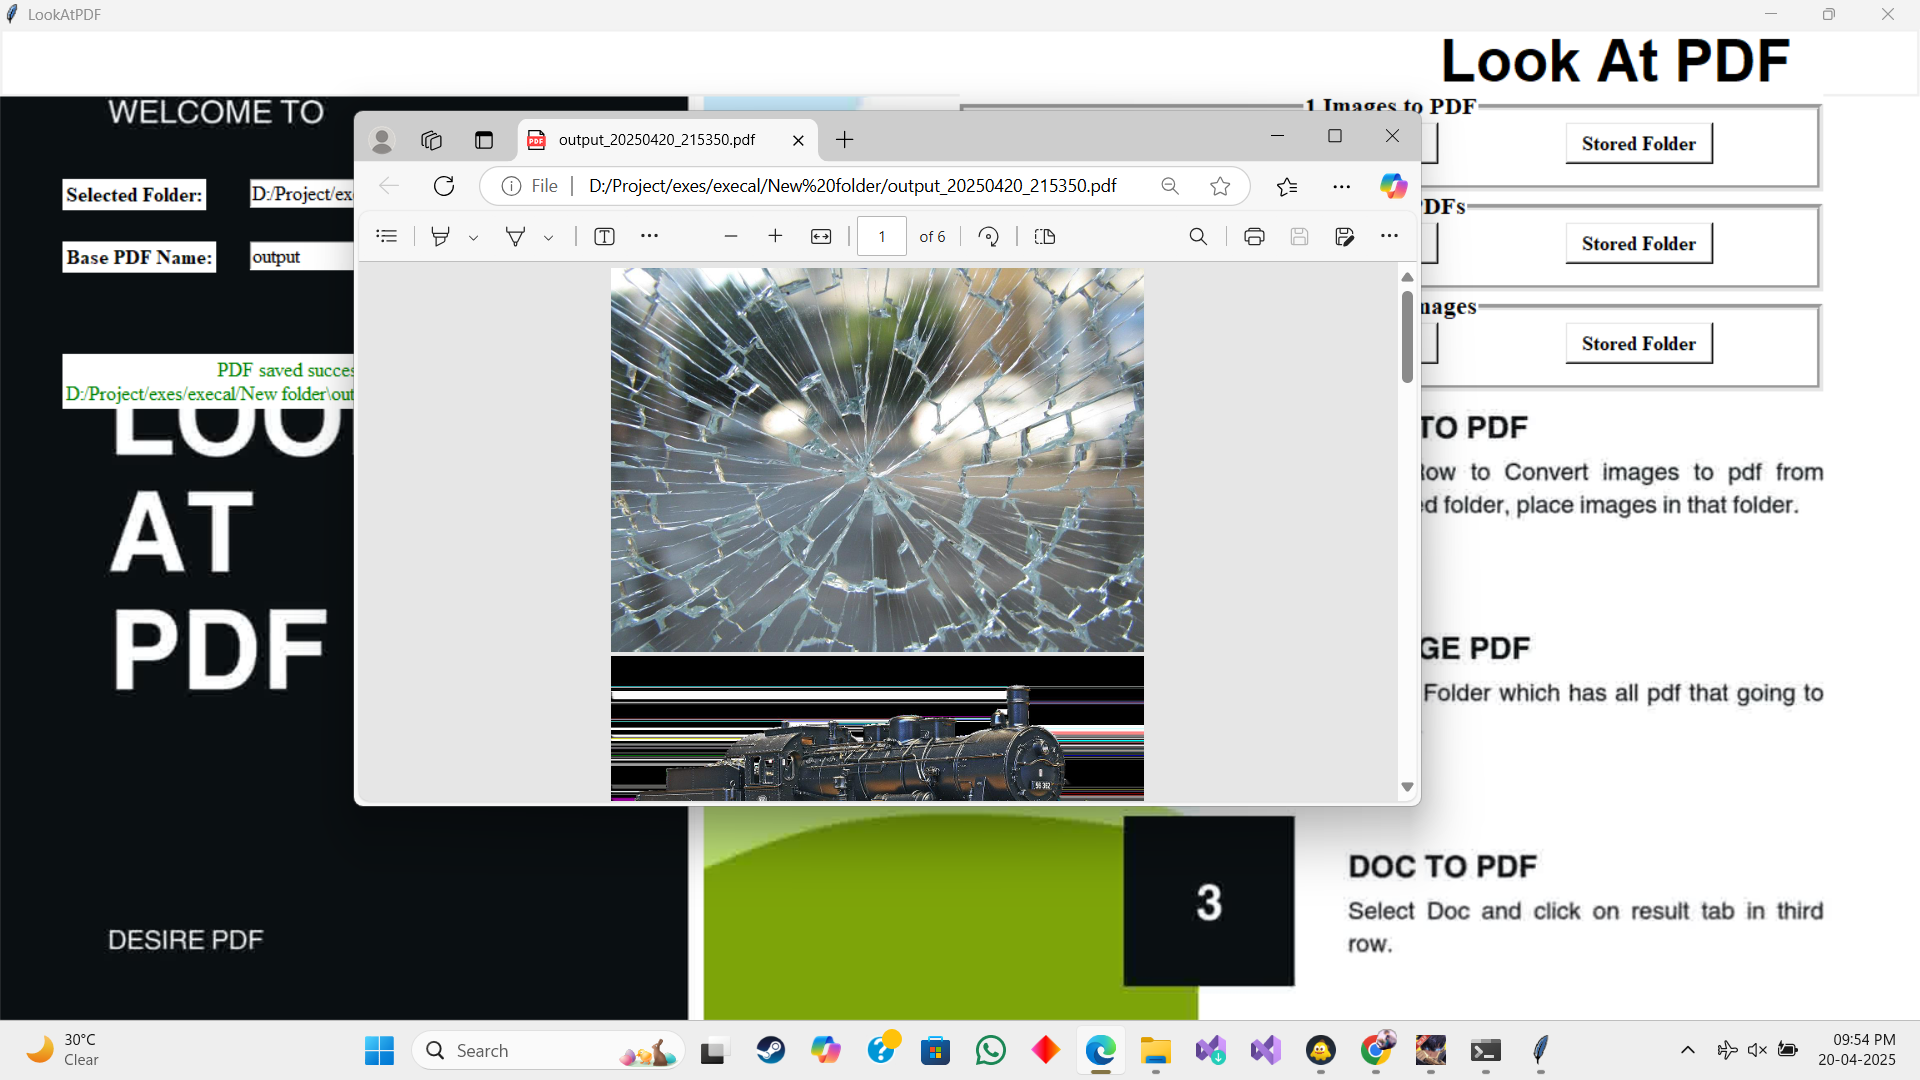 LookAtPDF
Look At PDF
WELCOME TO
1 Images to PDF
output_20250420_215350.pdf
Stored Folder
File
D:/Project/exes/execal/New%20folder/output_20250420_215350.pdf
Selected Folder:
D:/Project/ex
PDFs
1
of 6
Stored Folder
Base PDF Name:
output
Stored Folder
PDF saved succes
D:/Project/exes/execal/New folder\out
LOO
TO PDF
to Convert images to pdf from
folder, place images in that folder.
AT
PDF
GE PDF
Folder which has all pdf that going to
3
DOC TO PDF
Select Doc and click on result tab in third
row.
DESIRE PDF
30°C
Clear
Search
09:54 PM
20-04-2025